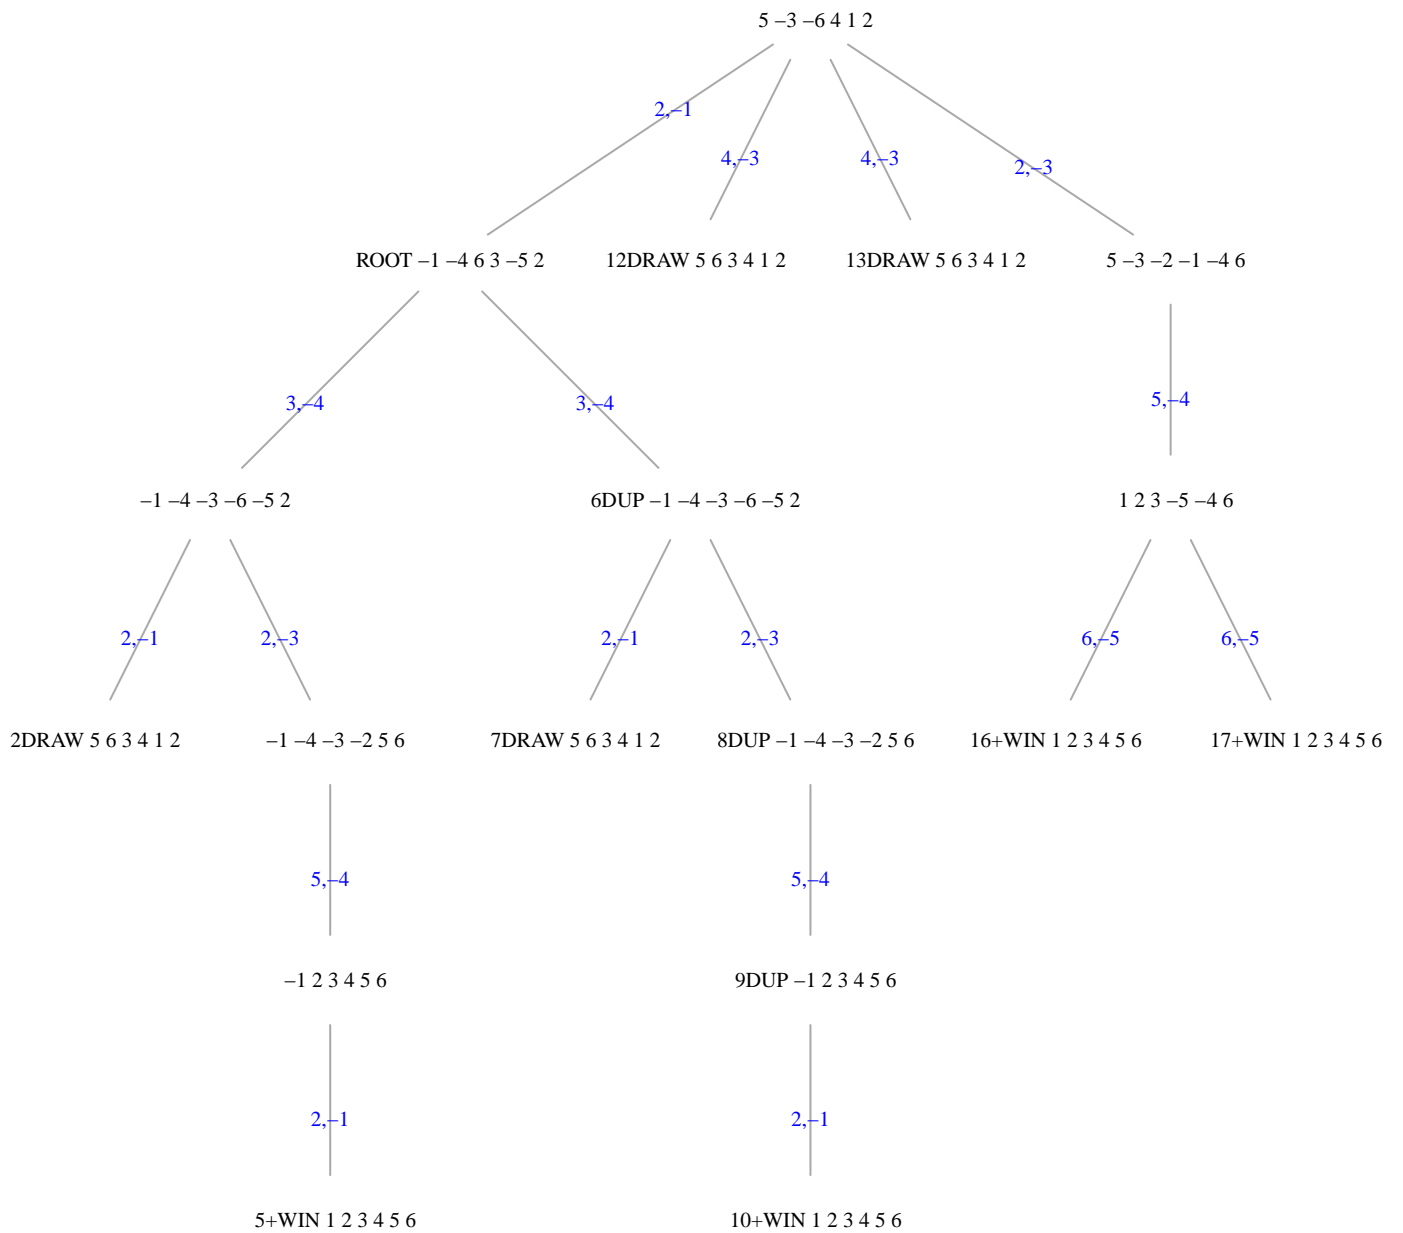 5 –3 –6 4 1 2
2,–1
4,–3
4,–3
2,–3
ROOT –1 –4 6 3 –5 2
12DRAW 5 6 3 4 1 2
13DRAW 5 6 3 4 1 2
5 –3 –2 –1 –4 6
3,–4
3,–4
5,–4
–1 –4 –3 –6 –5 2
6DUP –1 –4 –3 –6 –5 2
1 2 3 –5 –4 6
2,–1
2,–3
2,–1
2,–3
6,–5
6,–5
2DRAW 5 6 3 4 1 2
–1 –4 –3 –2 5 6
7DRAW 5 6 3 4 1 2
8DUP –1 –4 –3 –2 5 6
16+WIN 1 2 3 4 5 6
17+WIN 1 2 3 4 5 6
5,–4
5,–4
–1 2 3 4 5 6
9DUP –1 2 3 4 5 6
2,–1
2,–1
5+WIN 1 2 3 4 5 6
10+WIN 1 2 3 4 5 6